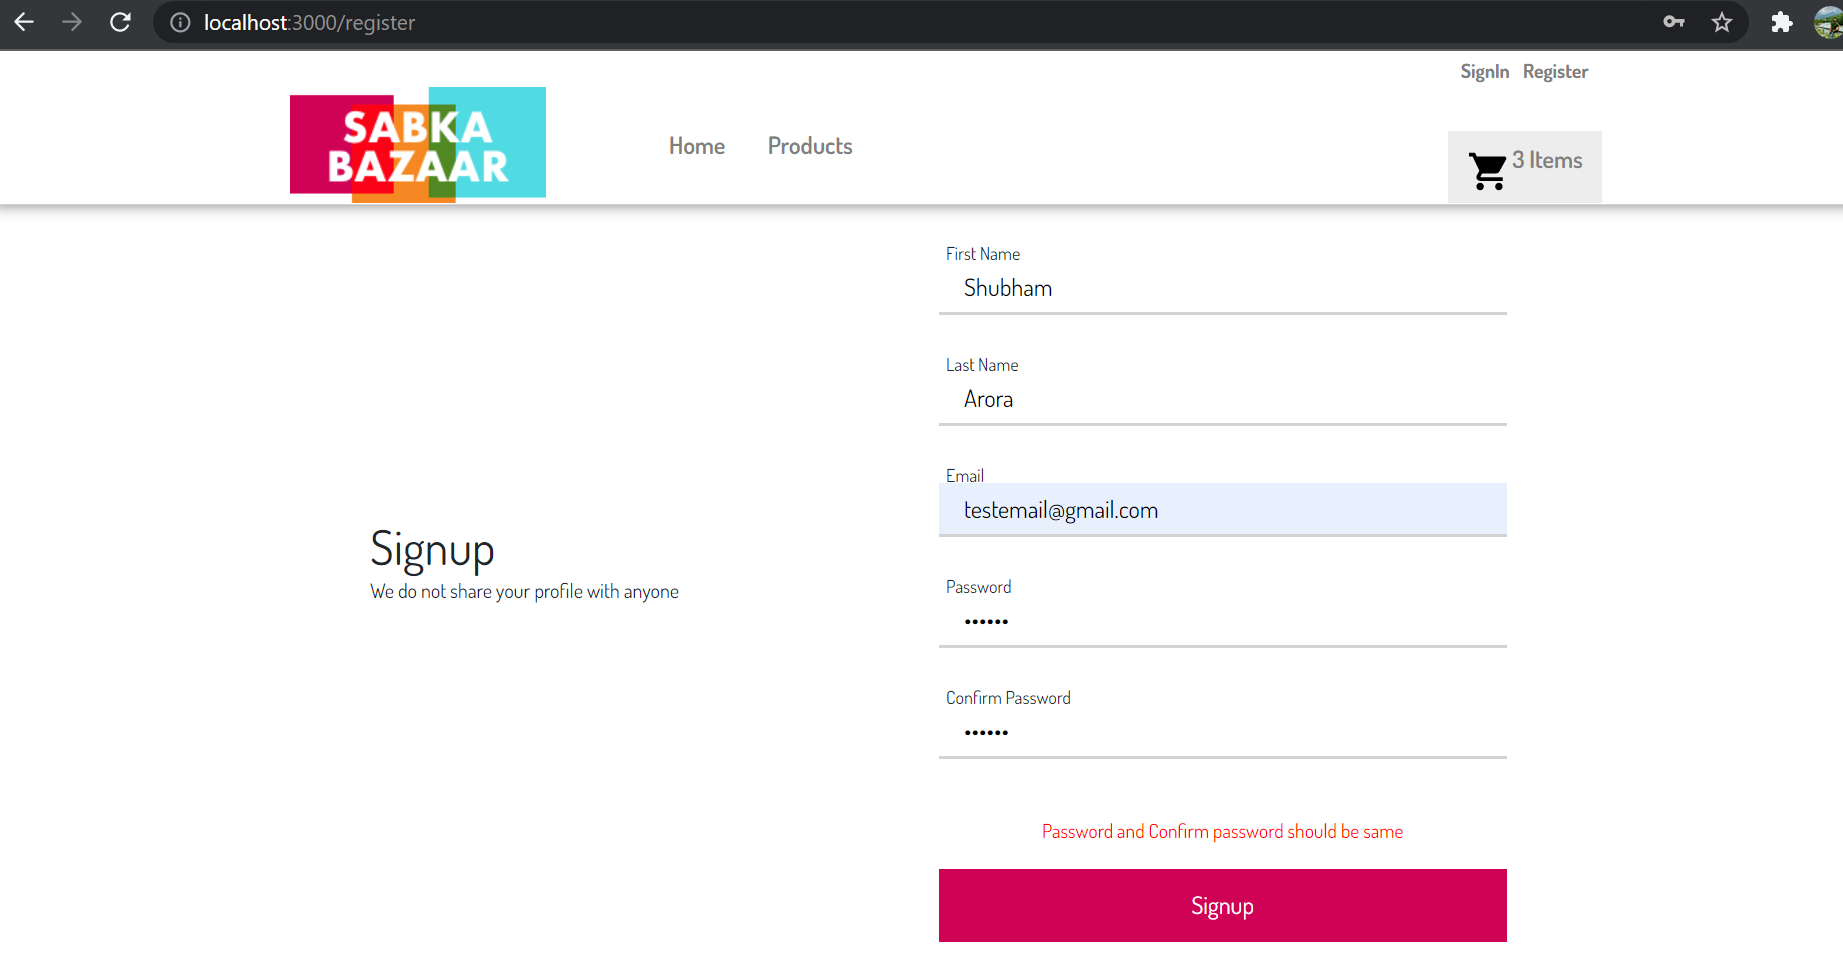 localhost:3000/register
SignIn Register
SABKA
BAZAAR
Home Products
3 Items
First Name
Shubham
Last Name
Arora
Email
testemail@gmail.com
Signup
We do not share your profile with anyone
Password
••••••
Confirm Password
••••••
Password and Confirm password should be same
Signup